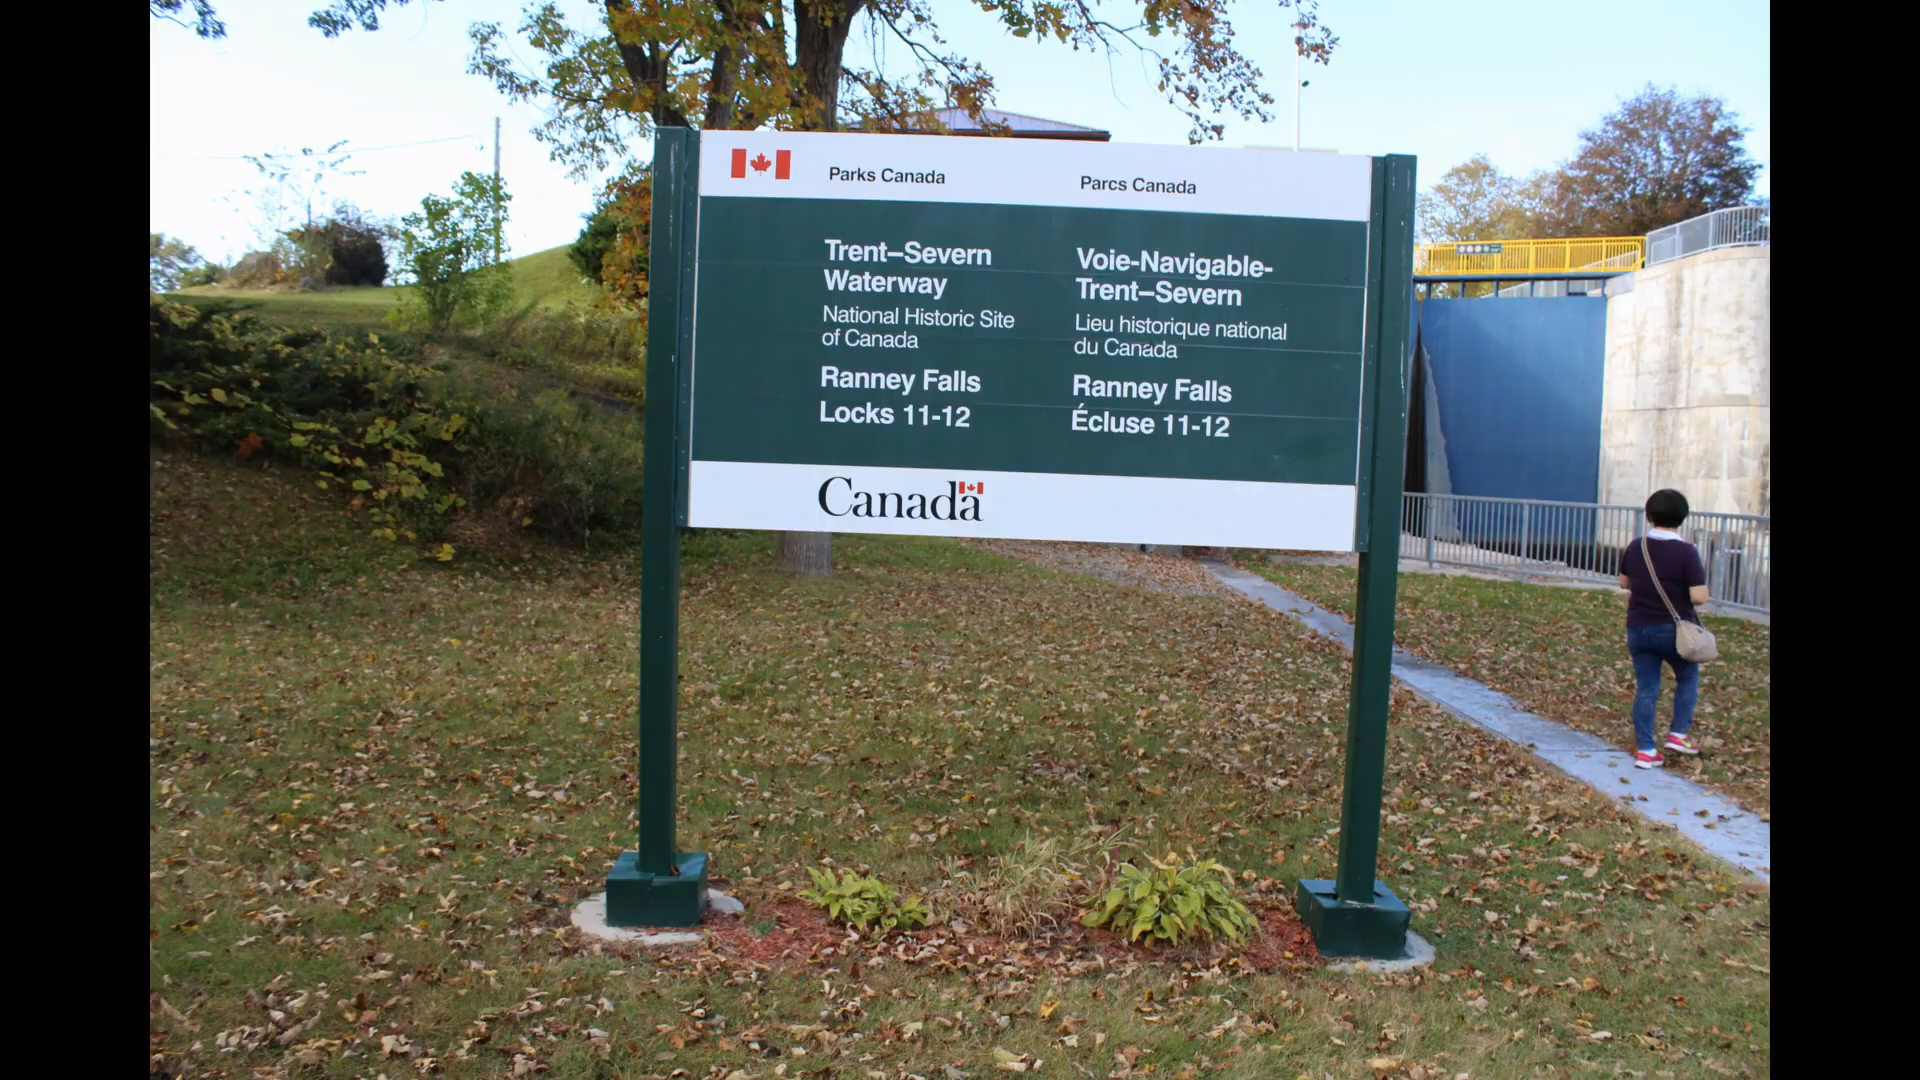 Parks Canada
Parcs Canada
Trent–Severn
Waterway
National Historic Site
of Canada
Ranney Falls
Locks 11-12
Voie-Navigable-
Trent–Severn
Lieu historique national
du Canada
Ranney Falls
Écluse 11-12
Canada